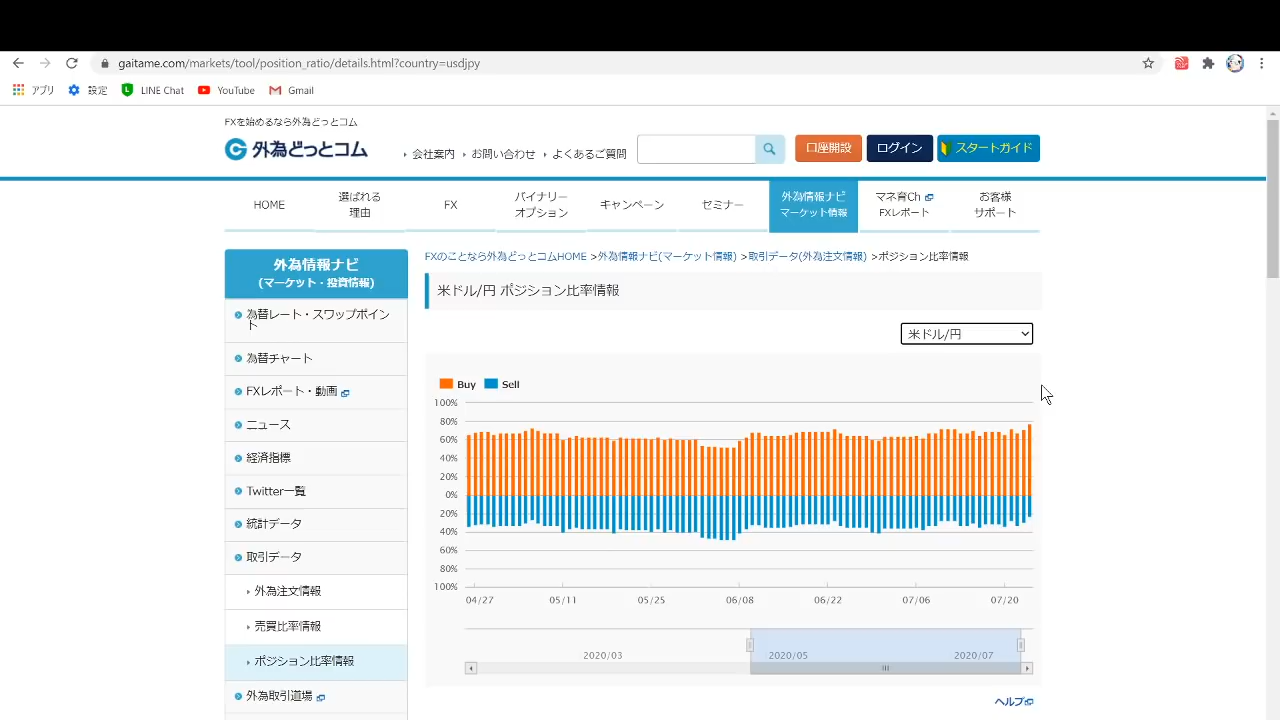 gaitame.com/markets/tool/position_ratio/details.html?country=usdjpy
アプリ 設定 LINE Chat YouTube Gmail
FXを始めるなら外為どっとコム
外為どっとコム
会社案内 お問い合わせ よくあるご質問
口座開設 ログイン スタートガイド
HOME
選ばれる
理由
FX
バイナリー
オプション
キャンペーン
セミナー
外為情報ナビ
マーケット情報
マネ育Ch
FXレポート
お客様
サポート
外為情報ナビ
(マーケット・投資情報)
為替レート・スワップポイン
ト
為替チャート
FXレポート・動画
ニュース
経済指標
Twitter一覧
統計データ
取引データ
外為注文情報
売買比率情報
ポジション比率情報
外為取引道場
FXのことなら外為どっとコムHOME >外為情報ナビ(マーケット情報) >取引データ(外為注文情報) >ポジション比率情報
米ドル/円 ポジション比率情報
米ドル/円
Buy Sell
100%
80%
60%
40%
20%
0%
20%
40%
60%
80%
100%
04/27 05/11 05/25 06/08 06/22 07/06 07/20
2020/03 2020/05 2020/07
ヘルプ